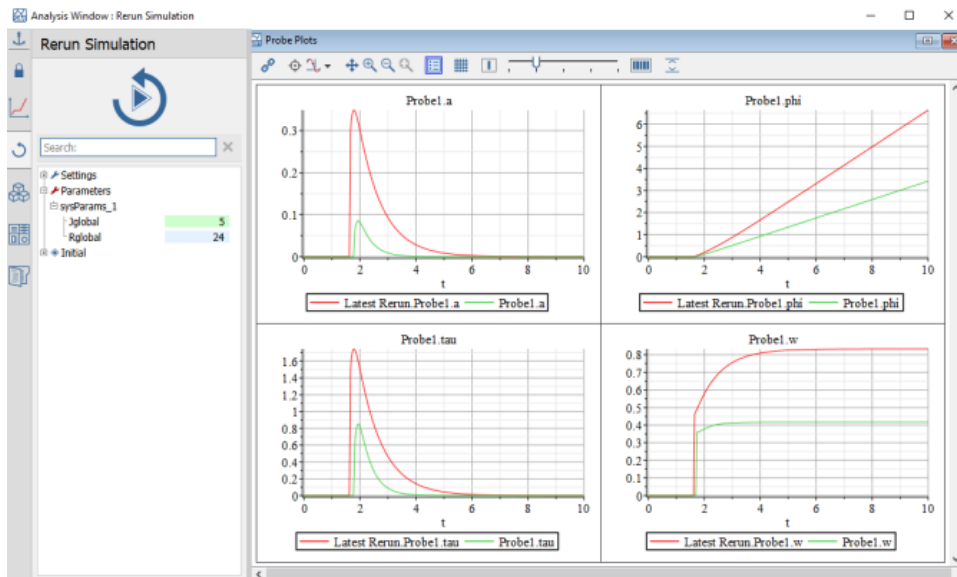 Analysis Window : Rerun Simulation
Rerun Simulation
Search:
Settings
Parameters
sysParams_1
Jglobal 5
Rglobal 24
Initial
Probe Plots
Probe1.a
0.3
0.2
0.1
0
0 2 4 6 8 10
t
Latest Rerun.Probe1.a Probe1.a
Probe1.phi
6
5
4
3
2
1
0
0 2 4 6 8 10
t
Latest Rerun.Probe1.phi Probe1.phi
Probe1.tau
1.6
1.4
1.2
1
0.8
0.6
0.4
0.2
0
0 2 4 6 8 10
t
Latest Rerun.Probe1.tau Probe1.tau
Probe1.w
0.8
0.7
0.6
0.5
0.4
0.3
0.2
0.1
0
0 2 4 6 8 10
t
Latest Rerun.Probe1.w Probe1.w